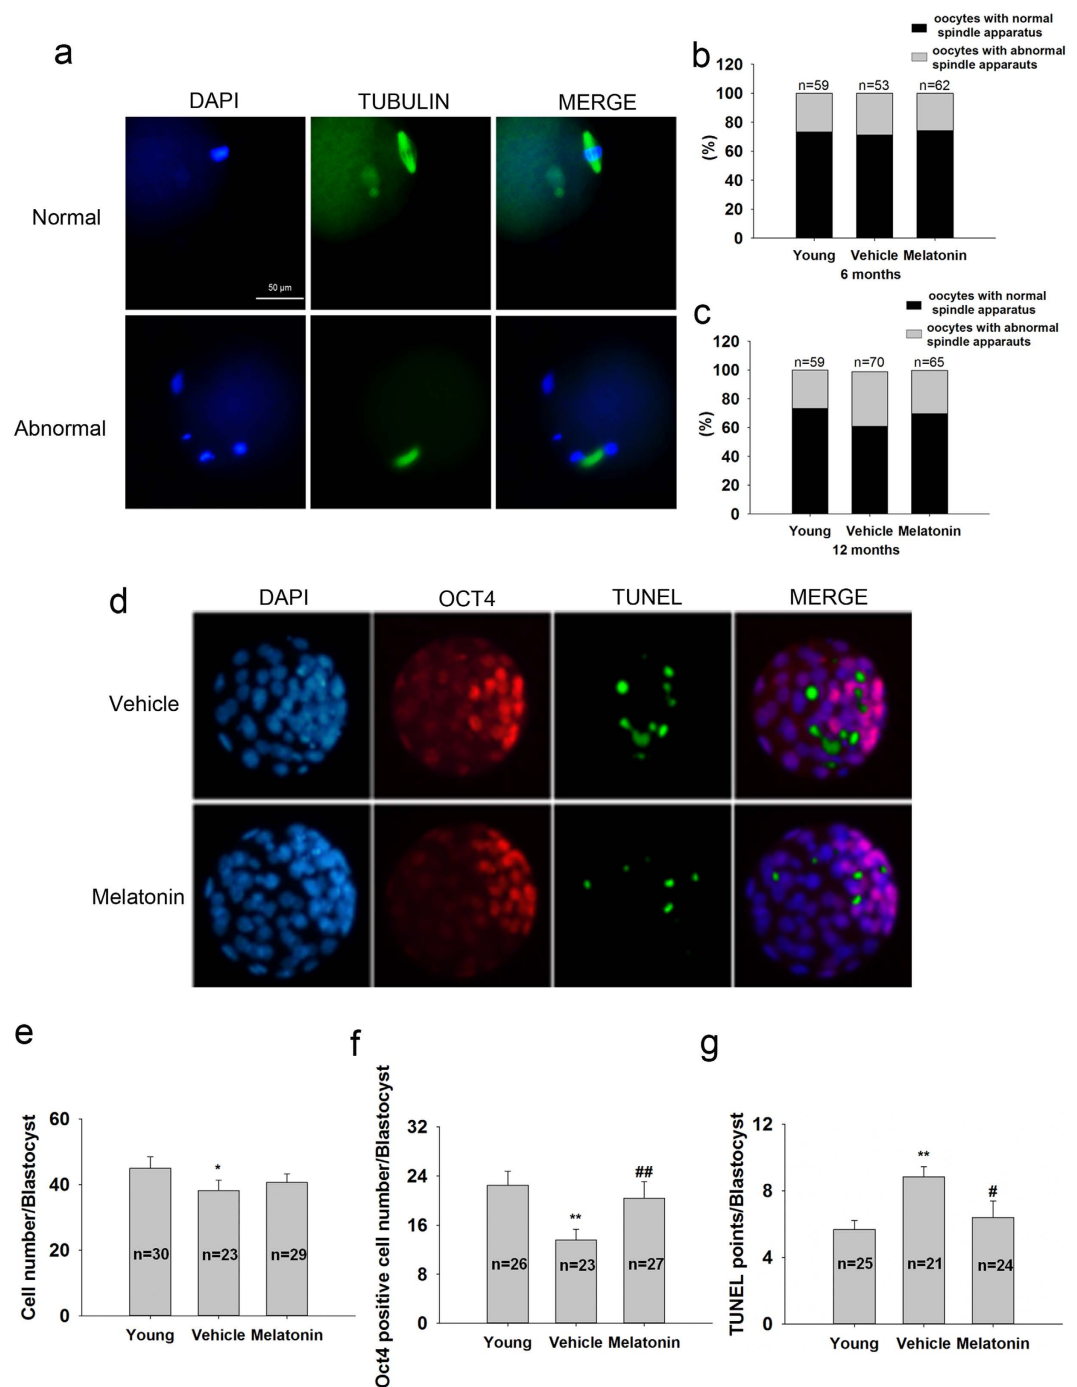 a
DAPI
TUBULIN
MERGE
Normal
50 µm
Abnormal
b
oocytes with normal
spindle apparatus
oocytes with abnormal
spindle apparauts
120
100
80
60
40
20
0
(%)
n=59
n=53
n=62
Young
Vehicle
Melatonin
6 months
c
oocytes with normal
spindle apparatus
oocytes with abnormal
spindle apparauts
120
100
80
60
40
20
0
(%)
n=59
n=70
n=65
Young
Vehicle
Melatonin
12 months
d
DAPI
OCT4
TUNEL
MERGE
Vehicle
Melatonin
e
Cell number/Blastocyst
60
40
20
0
*
n=30
n=23
n=29
Young
Vehicle
Melatonin
f
Oct4 positive cell number/Blastocyst
32
24
16
8
0
**
##
n=26
n=23
n=27
Young
Vehicle
Melatonin
g
TUNEL points/Blastocyst
12
8
4
0
**
#
n=25
n=21
n=24
Young
Vehicle
Melatonin